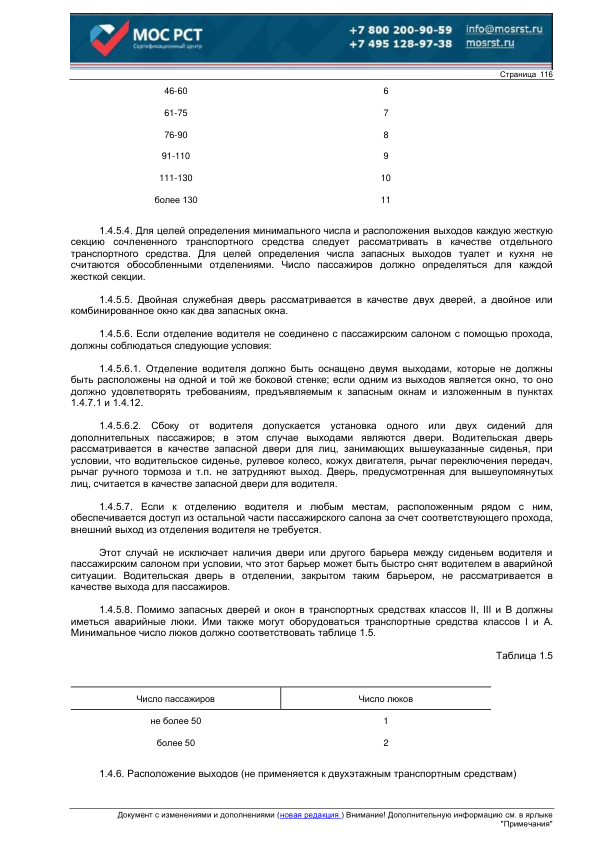 МОС РСТ
Сертификационный центр
+7 800 200-90-59 info@mosrst.ru
+7 495 128-97-38 mosrst.ru
Страница 116
46-60 6
61-75 7
76-90 8
91-110 9
111-130 10
более 130 11
1.4.5.4. Для целей определения минимального числа и расположения выходов каждую жесткую
секцию сочлененного транспортного средства следует рассматривать в качестве отдельного
транспортного средства. Для целей определения числа запасных выходов туалет и кухня не
считаются обособленными отделениями. Число пассажиров должно определяться для каждой
жесткой секции.
1.4.5.5. Двойная служебная дверь рассматривается в качестве двух дверей, а двойное или
комбинированное окно как два запасных окна.
1.4.5.6. Если отделение водителя не соединено с пассажирским салоном с помощью прохода,
должны соблюдаться следующие условия:
1.4.5.6.1. Отделение водителя должно быть оснащено двумя выходами, которые не должны
быть расположены на одной и той же боковой стенке; если одним из выходов является окно, то оно
должно удовлетворять требованиям, предъявляемым к запасным окнам и изложенным в пунктах
1.4.7.1 и 1.4.12.
1.4.5.6.2. Сбоку от водителя допускается установка одного или двух сидений для
дополнительных пассажиров; в этом случае выходами являются двери. Водительская дверь
рассматривается в качестве запасной двери для лиц, занимающих вышеуказанные сиденья, при
условии, что водительское сиденье, рулевое колесо, кожух двигателя, рычаг переключения передач,
рычаг ручного тормоза и т.п. не затрудняют выход. Дверь, предусмотренная для вышеупомянутых
лиц, считается в качестве запасной двери для водителя.
1.4.5.7. Если к отделению водителя и любым местам, расположенным рядом с ним,
обеспечивается доступ из остальной части пассажирского салона за счет соответствующего прохода,
внешний выход из отделения водителя не требуется.
Этот случай не исключает наличия двери или другого барьера между сиденьем водителя и
пассажирским салоном при условии, что этот барьер может быть быстро снят водителем в аварийной
ситуации. Водительская дверь в отделении, закрытом таким барьером, не рассматривается в
качестве выхода для пассажиров.
1.4.5.8. Помимо запасных дверей и окон в транспортных средствах классов II, III и В должны
иметься аварийные люки. Ими также могут оборудоваться транспортные средства классов I и А.
Минимальное число люков должно соответствовать таблице 1.5.
Таблица 1.5
Число пассажиров Число люков
не более 50 1
более 50 2
1.4.6. Расположение выходов (не применяется к двухэтажным транспортным средствам)
Документ с изменениями и дополнениями (новая редакция ) Внимание! Дополнительную информацию см. в ярлыке
"Примечания"